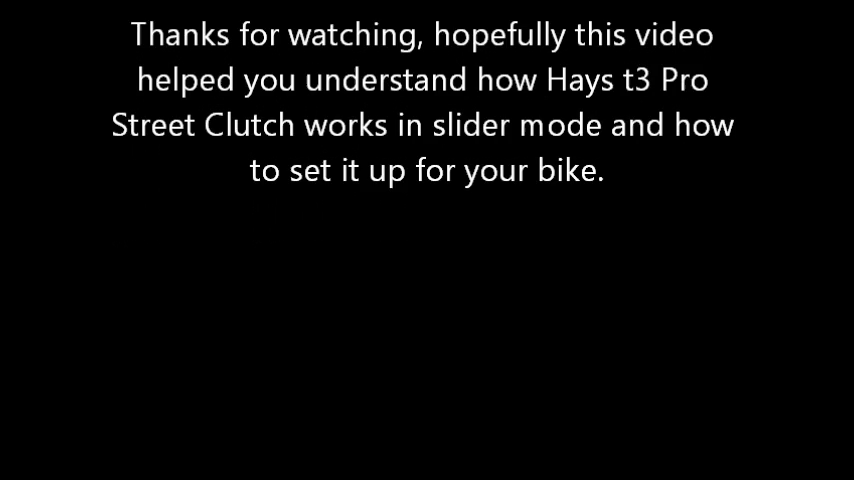 Thanks for watching, hopefully this video
helped you understand how Hays t3 Pro
Street Clutch works in slider mode and how
to set it up for your bike.